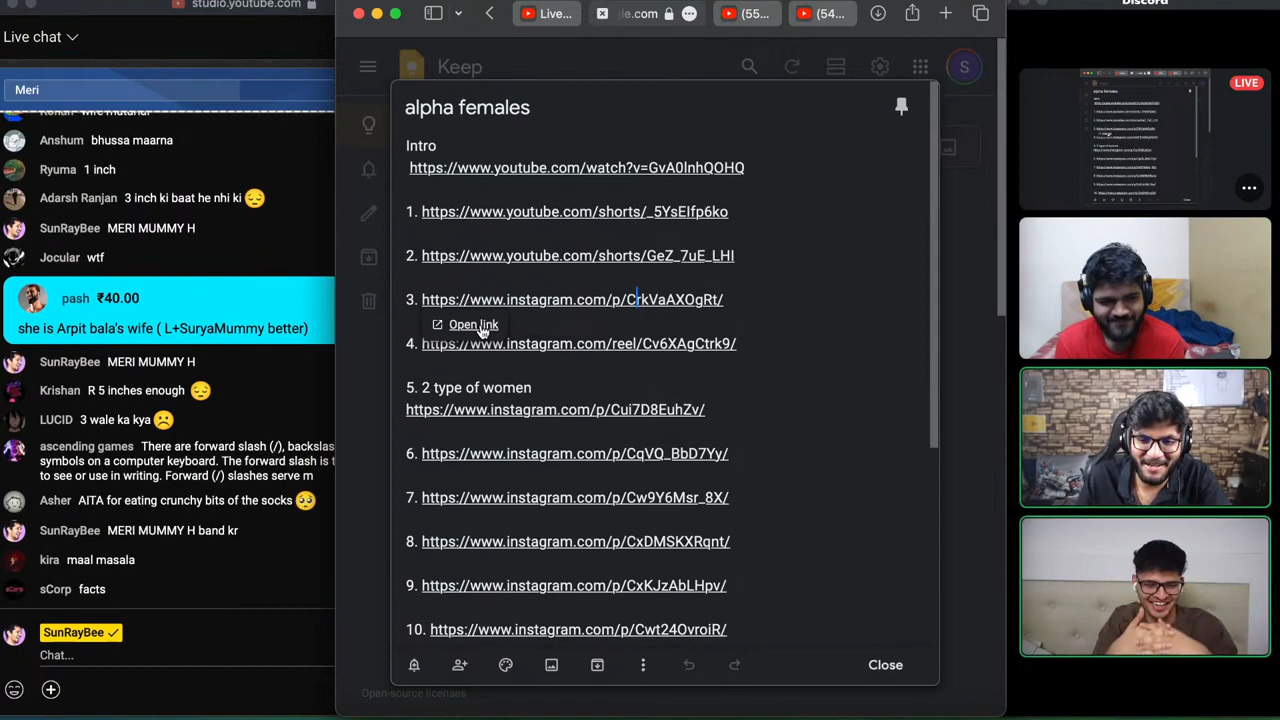 studio.youtube.com
Live chat
Meri
Anshum bhussa maarna
Ryuma 1 inch
Adarsh Ranjan 3 inch ki baat he nhi ki
SunRayBee MERI MUMMY H
Jocular wtf
pash ₹40.00
she is Arpit bala's wife ( L+SuryaMummy better)
SunRayBee MERI MUMMY H
Krishan R 5 inches enough
LUCID 3 wale ka kya
ascending games There are forward slash (/), backslas
symbols on a computer keyboard. The forward slash is t
to see or use in writing. Forward (/) slashes serve m
Asher AITA for eating crunchy bits of the socks
SunRayBee MERI MUMMY H band kr
kira maal masala
sCorp sCorp facts
SunRayBee
Chat...
Live...
le.com
(55...
(54...
Keep
S
alpha females
Intro
www.youtube.com/watch?v=GvA0InhQOHQ
1. https://www.youtube.com/shorts/_5YsEIfp6ko
2. https://www.youtube.com/shorts/GeZ_7uE_LHI
3. https://www.instagram.com/p/CrkVaAXOgRt/
Open link
4. https://www.instagram.com/reel/Cv6XAgCtrk9/
5. 2 type of women
https://www.instagram.com/p/Cui7D8EuhZv/
6. https://www.instagram.com/p/CqVQ_BbD7Yy/
7. https://www.instagram.com/p/Cw9Y6Msr_8X/
8. https://www.instagram.com/p/CxDMSKXRqnt/
9. https://www.instagram.com/p/CxKJzAbLHpv/
10. https://www.instagram.com/p/Cwt24OvroiR/
Close
Open-source licenses
Discord
LIVE